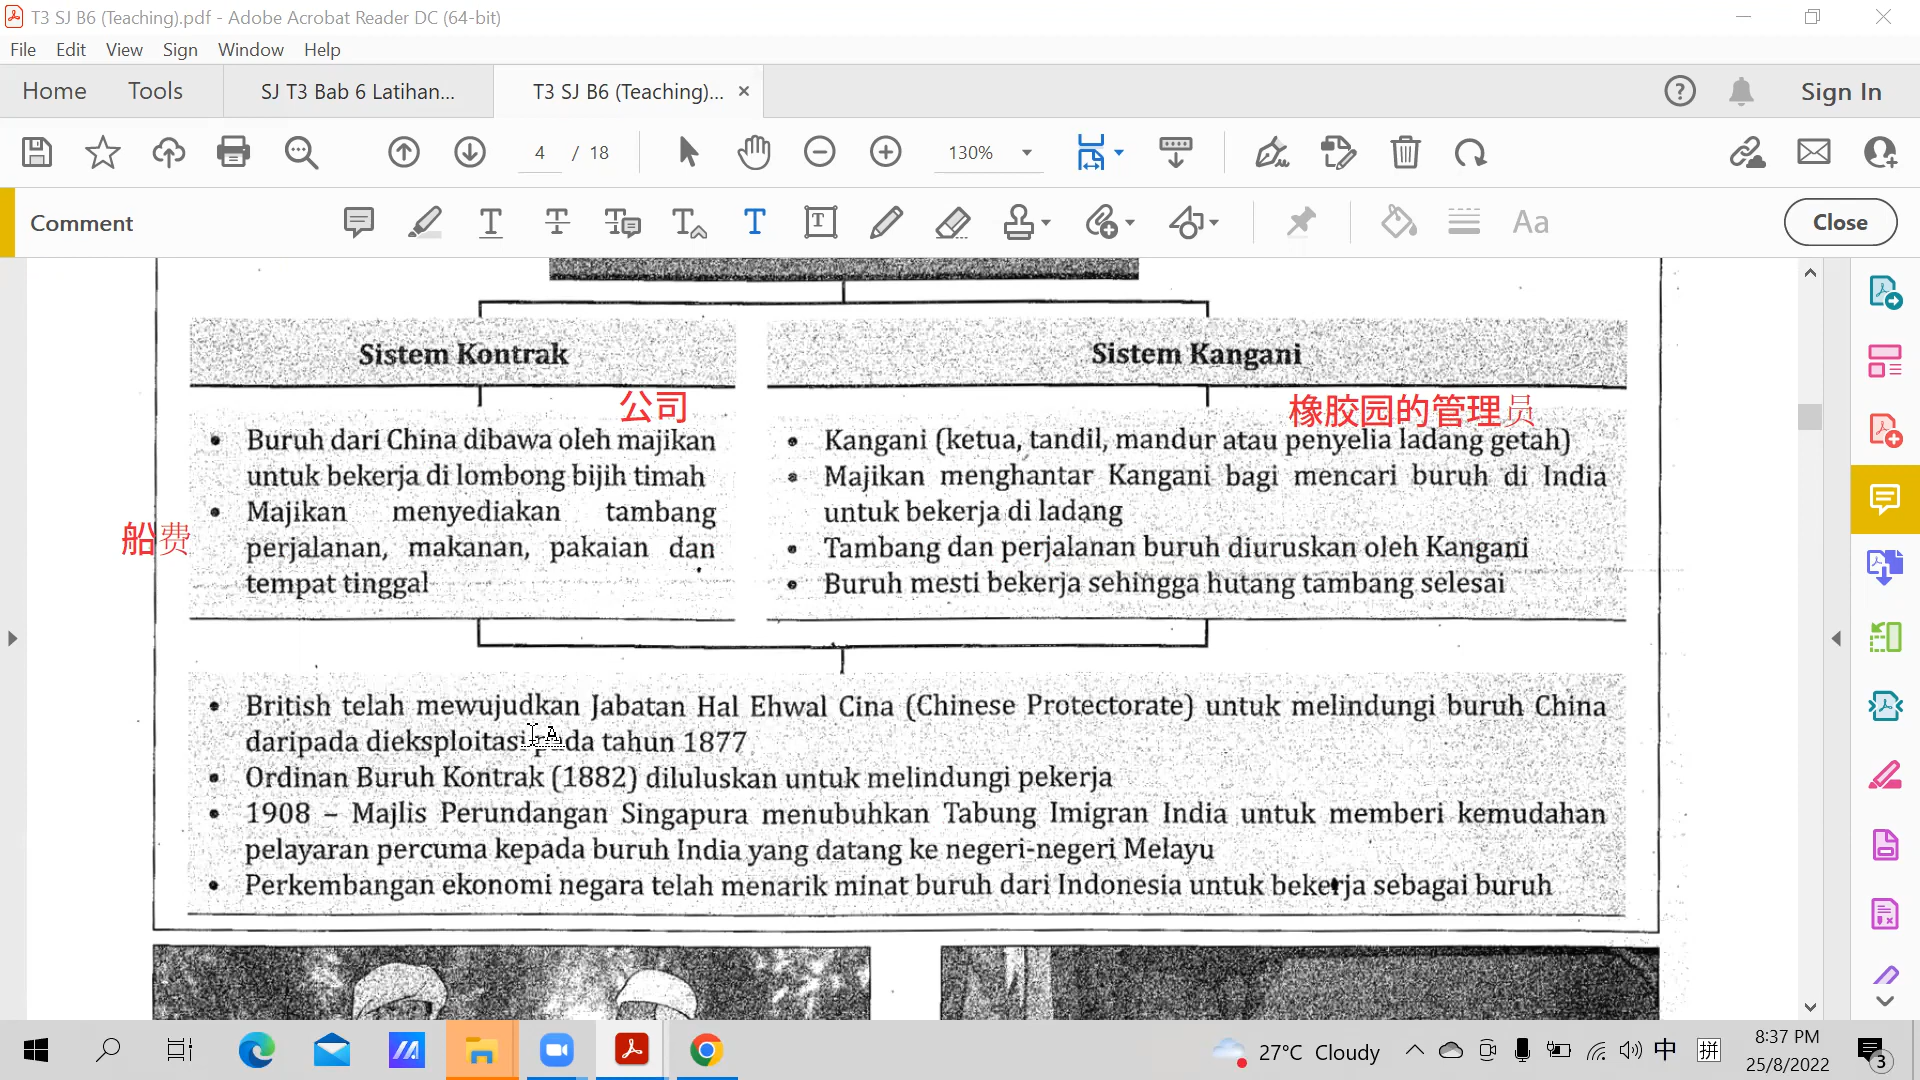 T3 SJ B6 (Teaching).pdf - Adobe Acrobat Reader DC (64-bit)
File Edit View Sign Window Help
Home Tools SJ T3 Bab 6 Latihan... T3 SJ B6 (Teaching)... × Sign In
4 / 18 130%
Comment Close
Sistem Kontrak
公司
• Buruh dari China dibawa oleh majikan
untuk bekerja di lombong bijih timah
• Majikan menyediakan tambang
船费
perjalanan, makanan, pakaian dan
tempat tinggal
Sistem Kangani
橡胶园的管理员
• Kangani (ketua, tandil, mandur atau penyelia ladang getah)
• Majikan menghantar Kangani bagi mencari buruh di India
untuk bekerja di ladang
• Tambang dan perjalanan buruh diuruskan oleh Kangani
• Buruh mesti bekerja sehingga hutang tambang selesai
• British telah mewujudkan Jabatan Hal Ehwal Cina (Chinese Protectorate) untuk melindungi buruh China
daripada dieksploitasi pada tahun 1877
• Ordinan Buruh Kontrak (1882) diluluskan untuk melindungi pekerja
• 1908 – Majlis Perundangan Singapura menubuhkan Tabung Imigran India untuk memberi kemudahan
pelayaran percuma kepada buruh India yang datang ke negeri-negeri Melayu
• Perkembangan ekonomi negara telah menarik minat buruh dari Indonesia untuk bekerja sebagai buruh
27°C Cloudy 中 拼 8:37 PM
25/8/2022 3